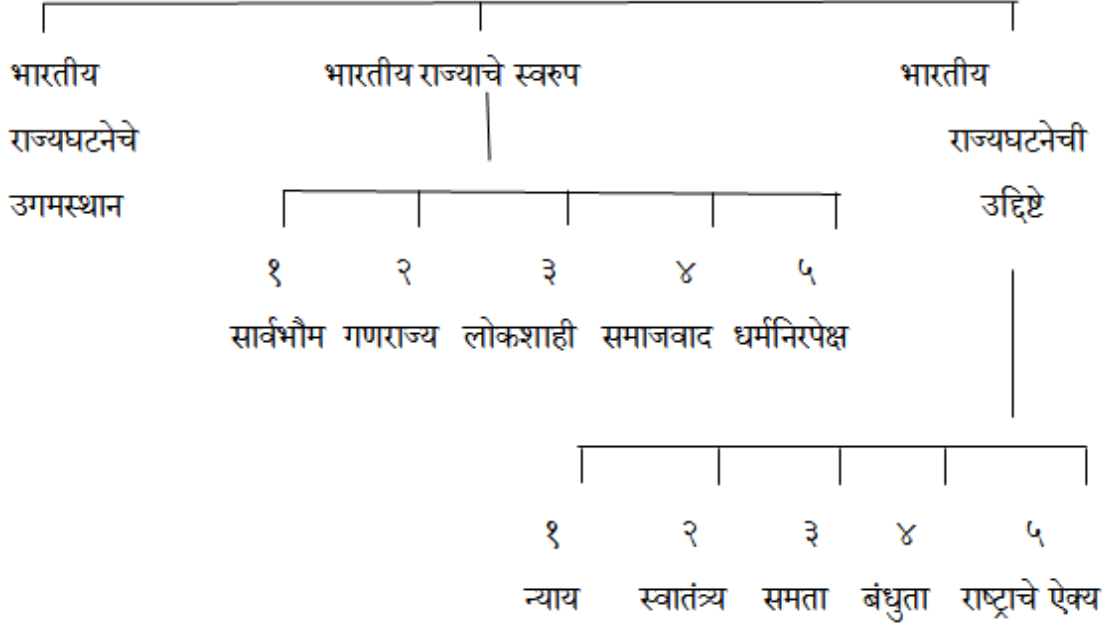 भारतीय भारतीय राज्याचे स्वरुप भारतीय
राज्यघटनेचे राज्यघटनेची
उगमस्थान उद्दिष्टे
१ २ ३ ४ ५
सार्वभौम गणराज्य लोकशाही समाजवाद धर्मनिरपेक्ष
१ २ ३ ४ ५
न्याय स्वातंत्र्य समता बंधुता राष्ट्राचे ऐक्य